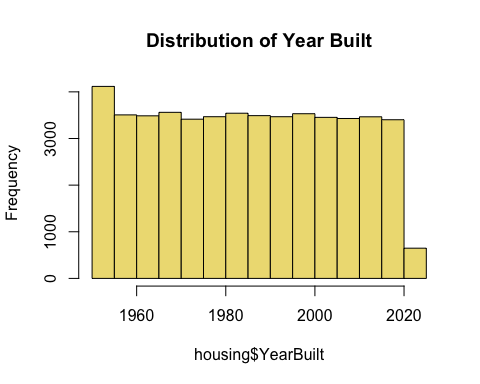 Distribution of Year Built
Frequency
3000
1000
0
1960 1980 2000 2020
housing$YearBuilt